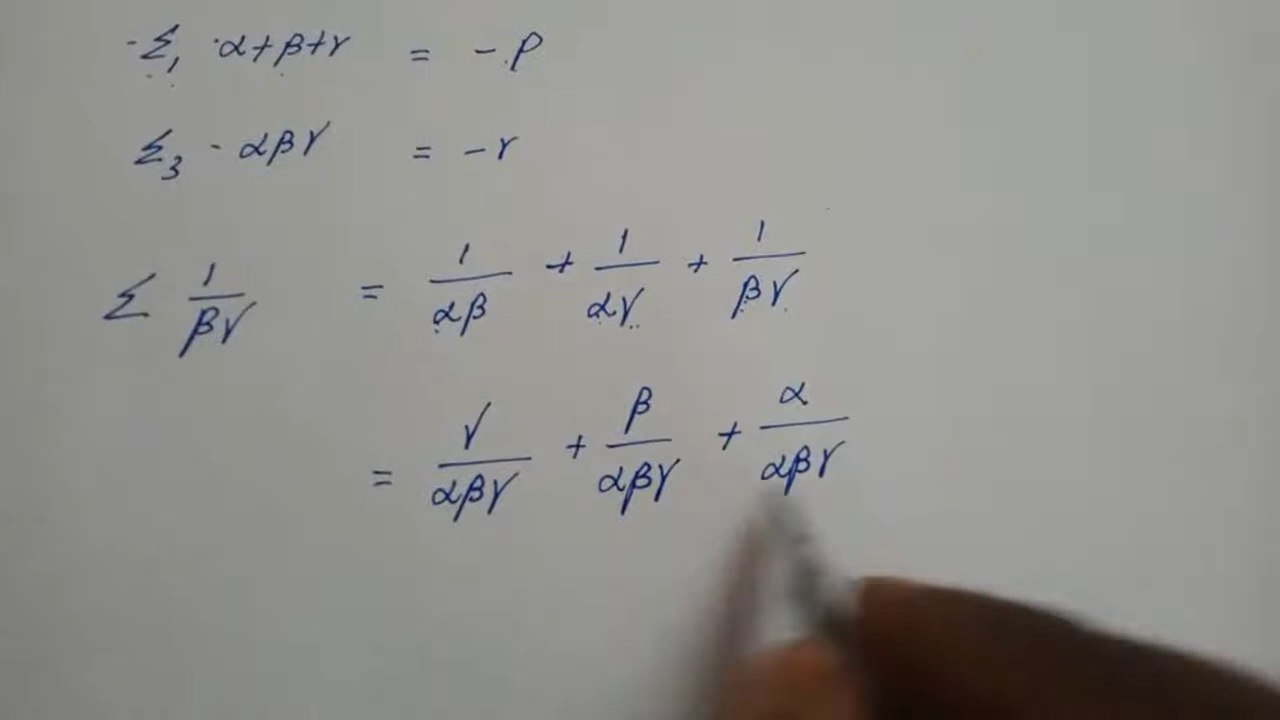 Σ₁ α+β+γ = -p
Σ₃ - αβγ = -r
Σ 1/βγ = 1/αβ + 1/αγ + 1/βγ
= γ/αβγ + β/αβγ + α/αβγ